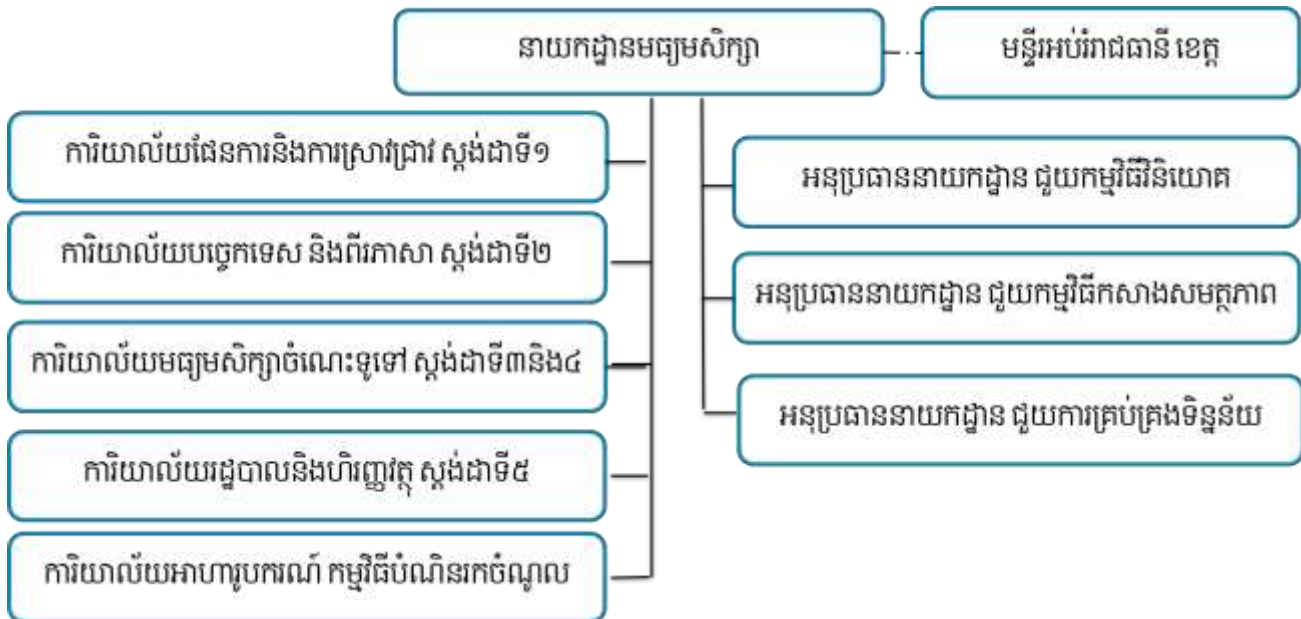 នាយកដ្ឋានមធ្យមសិក្សា
មន្ទីរអប់រំរាជធានី ខេត្ត
ការិយាល័យផែនការនិងការស្រាវជ្រាវ ស្តង់ដាទី១
ការិយាល័យបច្ចេកទេស និងពីរភាសា ស្តង់ដាទី២
ការិយាល័យមធ្យមសិក្សាចំណេះទូទៅ ស្តង់ដាទី៣និង៤
ការិយាល័យរដ្ឋបាលនិងហិរញ្ញវត្ថុ ស្តង់ដាទី៥
ការិយាល័យអាហារូបករណ៍ កម្មវិធីបំណិនរកចំណូល
អនុប្រធាននាយកដ្ឋាន ជួយកម្មវិធីវិនិយោគ
អនុប្រធាននាយកដ្ឋាន ជួយកម្មវិធីកសាងសមត្ថភាព
អនុប្រធាននាយកដ្ឋាន ជួយការគ្រប់គ្រងទិន្នន័យ